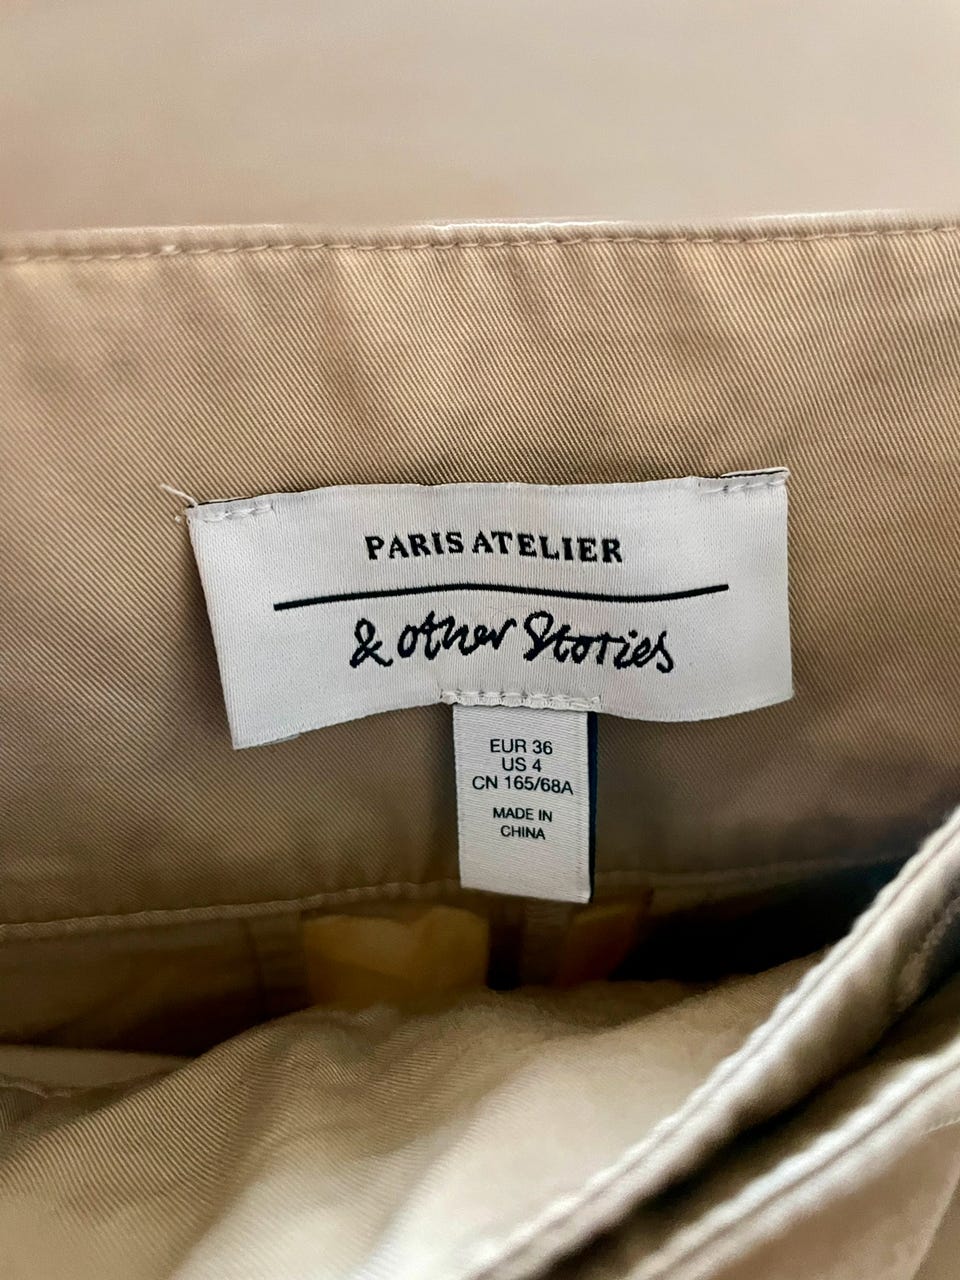 PARIS ATELIER
& other Stories
EUR 36
US 4
CN 165/68A
MADE IN
CHINA